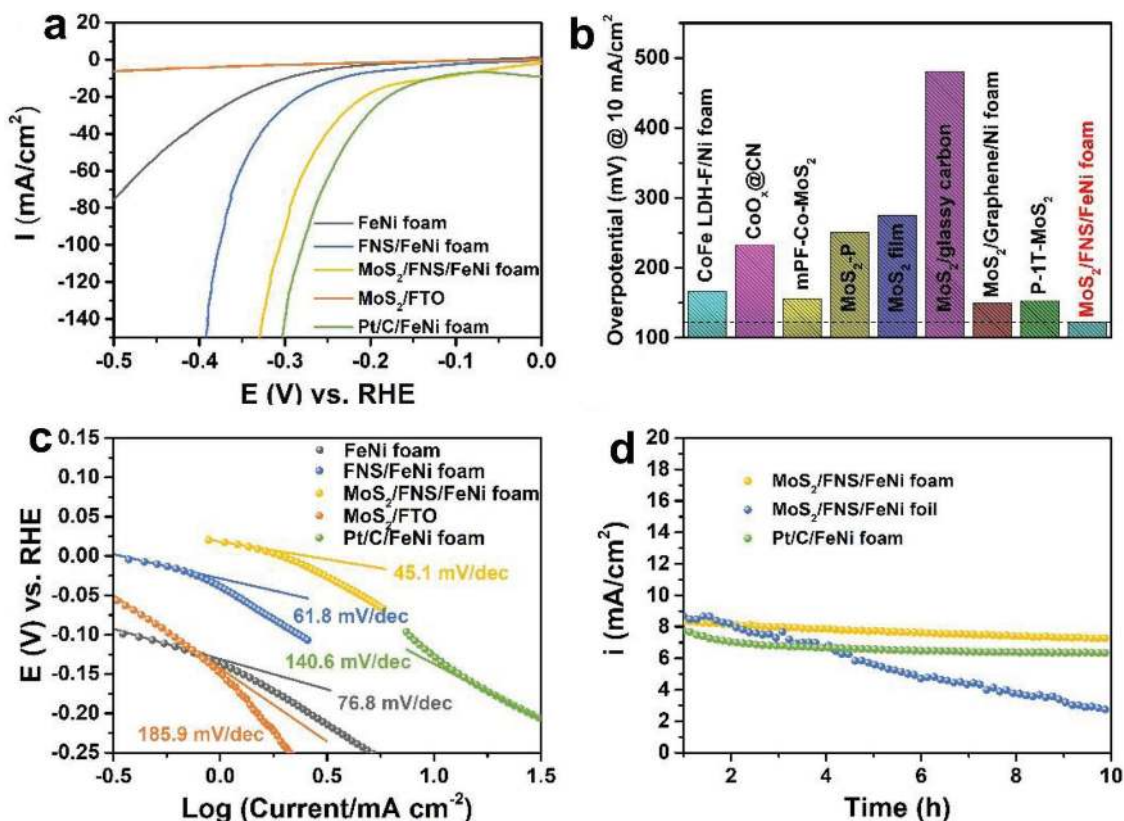 a
I (mA/cm²)
20
0
-20
-40
-60
-80
-100
-120
-140
FeNi foam
FNS/FeNi foam
MoS₂/FNS/FeNi foam
MoS₂/FTO
Pt/C/FeNi foam
-0.5 -0.4 -0.3 -0.2 -0.1 0.0
E (V) vs. RHE
b
Overpotential (mV) @ 10 mA/cm²
500
450
300
250
200
150
100
CoFe LDH-F/Ni foam
CoOₓ@CN
mPF-Co-MoS₂
MoS₂-P
MoS₂ film
MoS₂/glassy carbon
MoS₂/Graphene/Ni foam
P-1T-MoS₂
MoS₂/FNS/FeNi foam
c
E (V) vs. RHE
0.15
0.10
0.05
0.00
-0.05
-0.10
-0.15
-0.20
-0.25
FeNi foam
FNS/FeNi foam
MoS₂/FNS/FeNi foam
MoS₂/FTO
Pt/C/FeNi foam
45.1 mV/dec
61.8 mV/dec
140.6 mV/dec
76.8 mV/dec
185.9 mV/dec
-0.5 0.0 0.5 1.0 1.5
Log (Current/mA cm⁻²)
d
i (mA/cm²)
20
18
16
14
12
10
8
6
4
2
0
MoS₂/FNS/FeNi foam
MoS₂/FNS/FeNi foil
Pt/C/FeNi foam
2 4 6 8 10
Time (h)